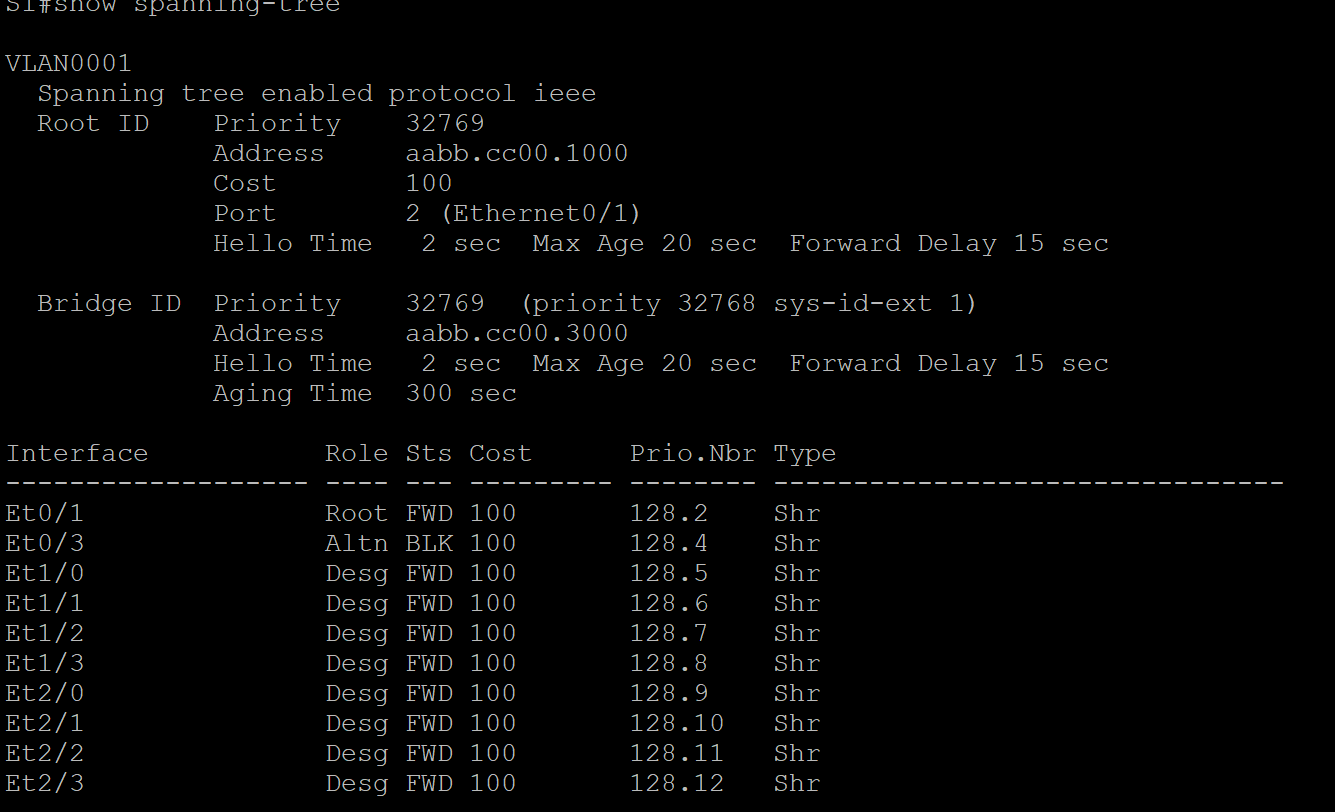 S1#show spanning-tree
VLAN0001
  Spanning tree enabled protocol ieee
  Root ID    Priority    32769
             Address     aabb.cc00.1000
             Cost        100
             Port        2 (Ethernet0/1)
             Hello Time   2 sec  Max Age 20 sec  Forward Delay 15 sec
  Bridge ID  Priority    32769  (priority 32768 sys-id-ext 1)
             Address     aabb.cc00.3000
             Hello Time   2 sec  Max Age 20 sec  Forward Delay 15 sec
             Aging Time  300 sec
Interface           Role Sts Cost      Prio.Nbr Type
------------------- ---- --- --------- -------- --------------------------------
Et0/1               Root FWD 100       128.2    Shr
Et0/3               Altn BLK 100       128.4    Shr
Et1/0               Desg FWD 100       128.5    Shr
Et1/1               Desg FWD 100       128.6    Shr
Et1/2               Desg FWD 100       128.7    Shr
Et1/3               Desg FWD 100       128.8    Shr
Et2/0               Desg FWD 100       128.9    Shr
Et2/1               Desg FWD 100       128.10   Shr
Et2/2               Desg FWD 100       128.11   Shr
Et2/3               Desg FWD 100       128.12   Shr